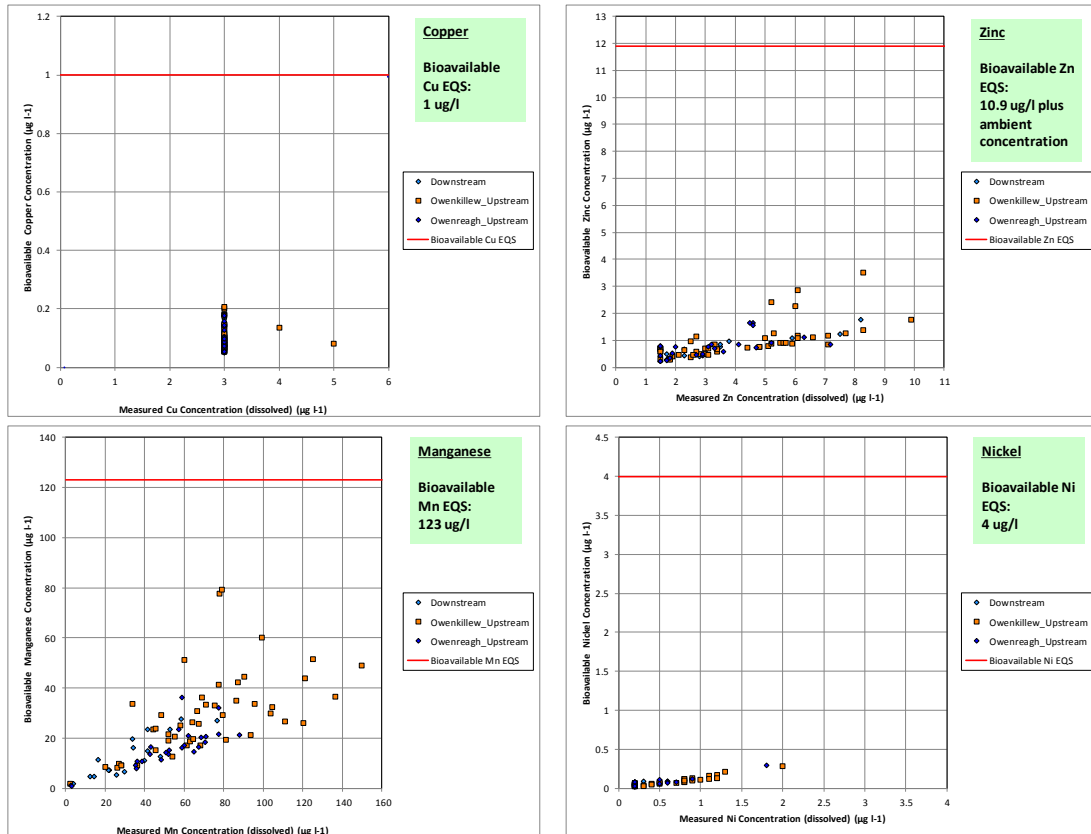 1.2
1
0.8
0.6
0.4
0.2
0
0
1
2
3
4
5
6
Bioavailable Copper Concentration (µg l-1)
Measured Cu Concentration (dissolved) (µg l-1)
Copper
Bioavailable
Cu EQS:
1 ug/l
Downstream
Owenkillew_Upstream
Owenreagh_Upstream
Bioavailable Cu EQS
13
12
11
10
9
8
7
6
5
4
3
2
1
0
0
1
2
3
4
5
6
7
8
9
10
11
Bioavailable Zinc Concentration (µg l-1)
Measured Zn Concentration (dissolved) (µg l-1)
Zinc
Bioavailable Zn
EQS:
10.9 ug/l plus
ambient
concentration
Downstream
Owenkillew_Upstream
Owenreagh_Upstream
Bioavailable Zn EQS
140
120
100
80
60
40
20
0
0
20
40
60
80
100
120
140
160
Bioavailable Manganese Concentration (µg l-1)
Measured Mn Concentration (dissolved) (µg l-1)
Manganese
Bioavailable
Mn EQS:
123 ug/l
Downstream
Owenkillew_Upstream
Owenreagh_Upstream
Bioavailable Mn EQS
4.5
4
3.5
3
2.5
2
1.5
1
0.5
0
0
0.5
1
1.5
2
2.5
3
3.5
4
Bioavailable Nickel Concentration (µg l-1)
Measured Ni Concentration (dissolved) (µg l-1)
Nickel
Bioavailable Ni
EQS:
4 ug/l
Downstream
Owenkillew_Upstream
Owenreagh_Upstream
Bioavailable Ni EQS